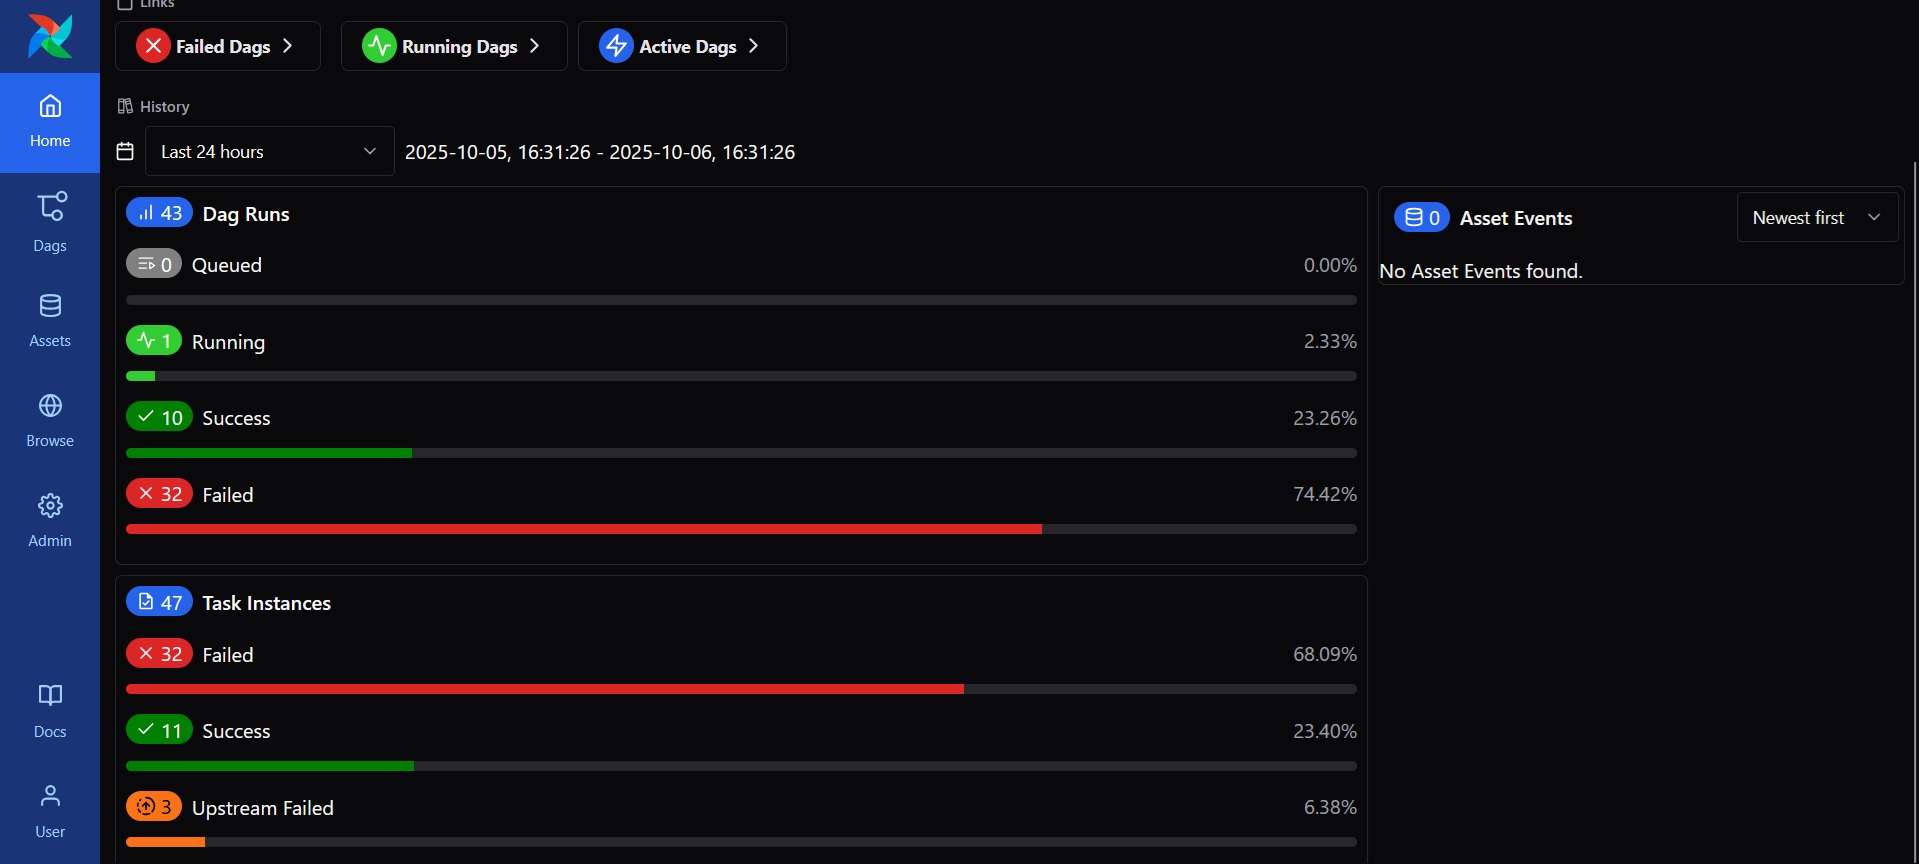 Links
Failed Dags
Running Dags
Active Dags
History
Last 24 hours
2025-10-05, 16:31:26 - 2025-10-06, 16:31:26
Home
Dags
Assets
Browse
Admin
Docs
User
43 Dag Runs
0 Queued 0.00%
1 Running 2.33%
10 Success 23.26%
32 Failed 74.42%
47 Task Instances
32 Failed 68.09%
11 Success 23.40%
3 Upstream Failed 6.38%
0 Asset Events
Newest first
No Asset Events found.